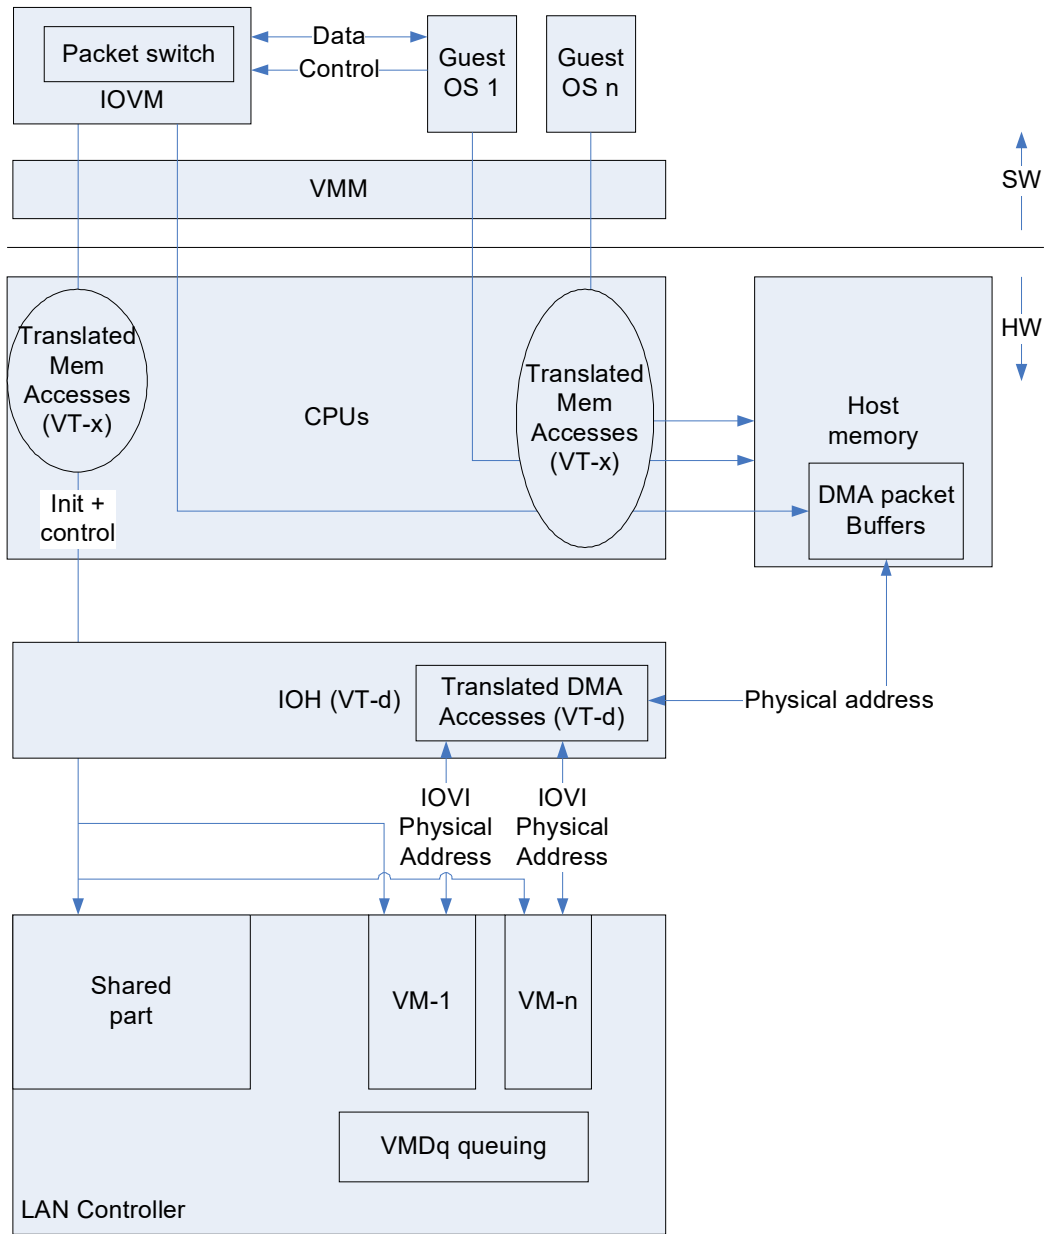 Packet switch
IOVM
Data
Control
Guest
OS 1
Guest
OS n
VMM
SW
HW
Translated
Mem
Accesses
(VT-x)
CPUs
Translated
Mem
Accesses
(VT-x)
Host
memory
DMA packet
Buffers
Init +
control
IOH (VT-d)
Translated DMA
Accesses (VT-d)
Physical address
IOVI
Physical
Address
IOVI
Physical
Address
Shared
part
VM-1
VM-n
VMDq queuing
LAN Controller